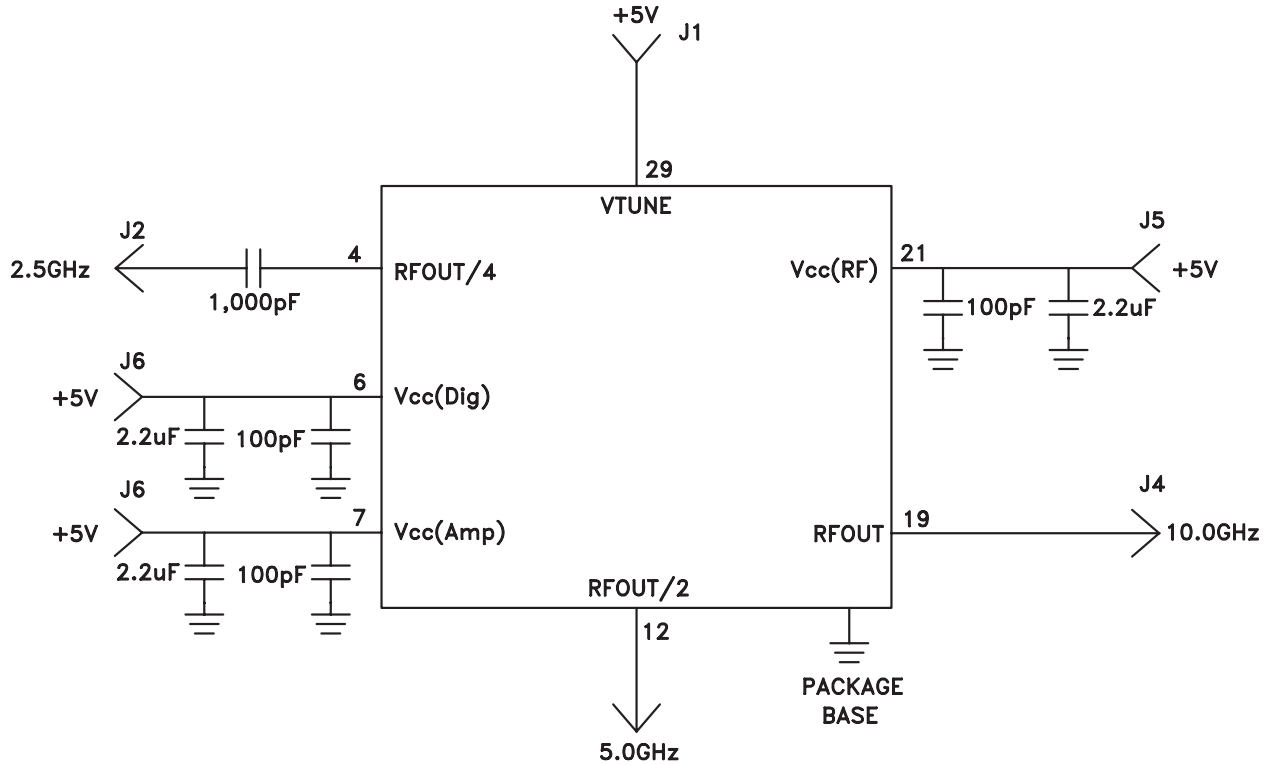 +5V
J1
29
VTUNE
J2
2.5GHz
1,000pF
4
RFOUT/4
Vcc(RF)
21
J5
+5V
100pF
2.2uF
J6
+5V
6
Vcc(Dig)
2.2uF
100pF
J6
+5V
7
Vcc(Amp)
2.2uF
100pF
RFOUT
19
J4
10.0GHz
RFOUT/2
12
5.0GHz
PACKAGE
BASE